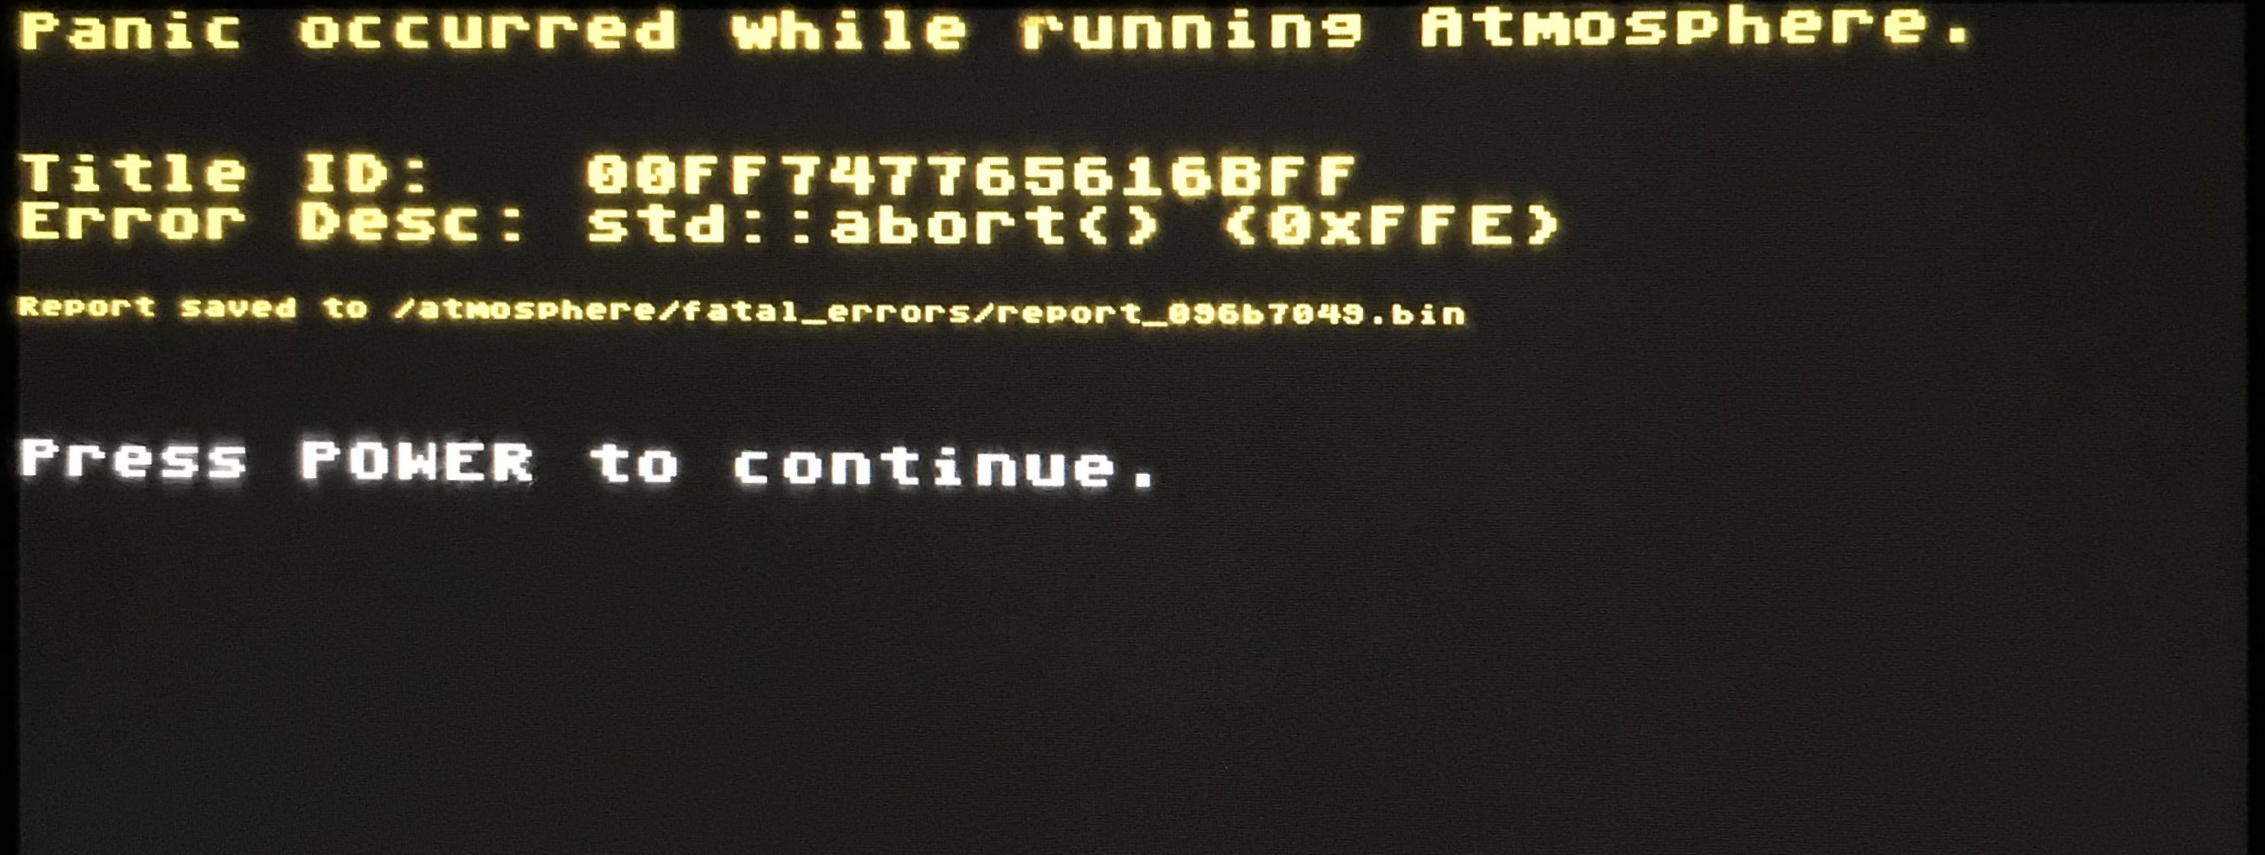 Panic occurred while running Atmosphere.
Title ID: 00FF747765616BFF
Error Desc: std::abort() (0xFFE)
Report saved to /atmosphere/fatal_errors/report_096b7049.bin
Press POWER to continue.